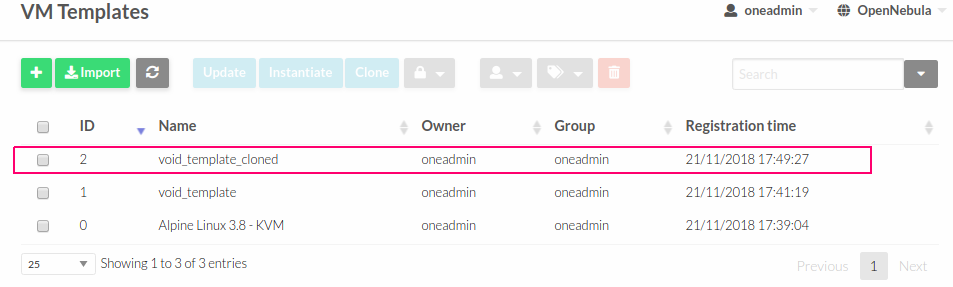 VM Templates
oneadmin OpenNebula
+ Import Update Instantiate Clone Search
ID Name Owner Group Registration time
2 void_template_cloned oneadmin oneadmin 21/11/2018 17:49:27
1 void_template oneadmin oneadmin 21/11/2018 17:41:19
0 Alpine Linux 3.8 - KVM oneadmin oneadmin 21/11/2018 17:39:04
25 Showing 1 to 3 of 3 entries Previous 1 Next